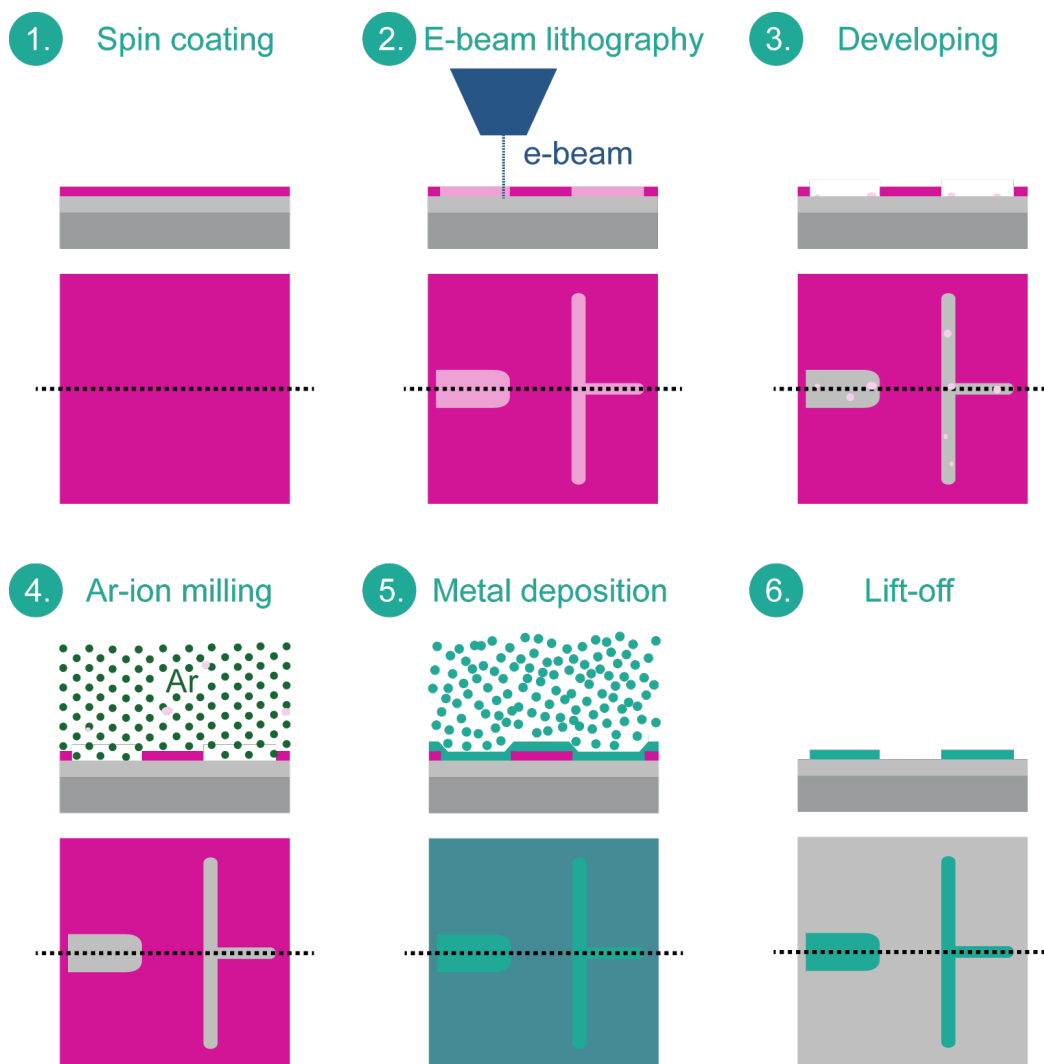 1. Spin coating
2. E-beam lithography
3. Developing
e-beam
4. Ar-ion milling
5. Metal deposition
6. Lift-off
Ar